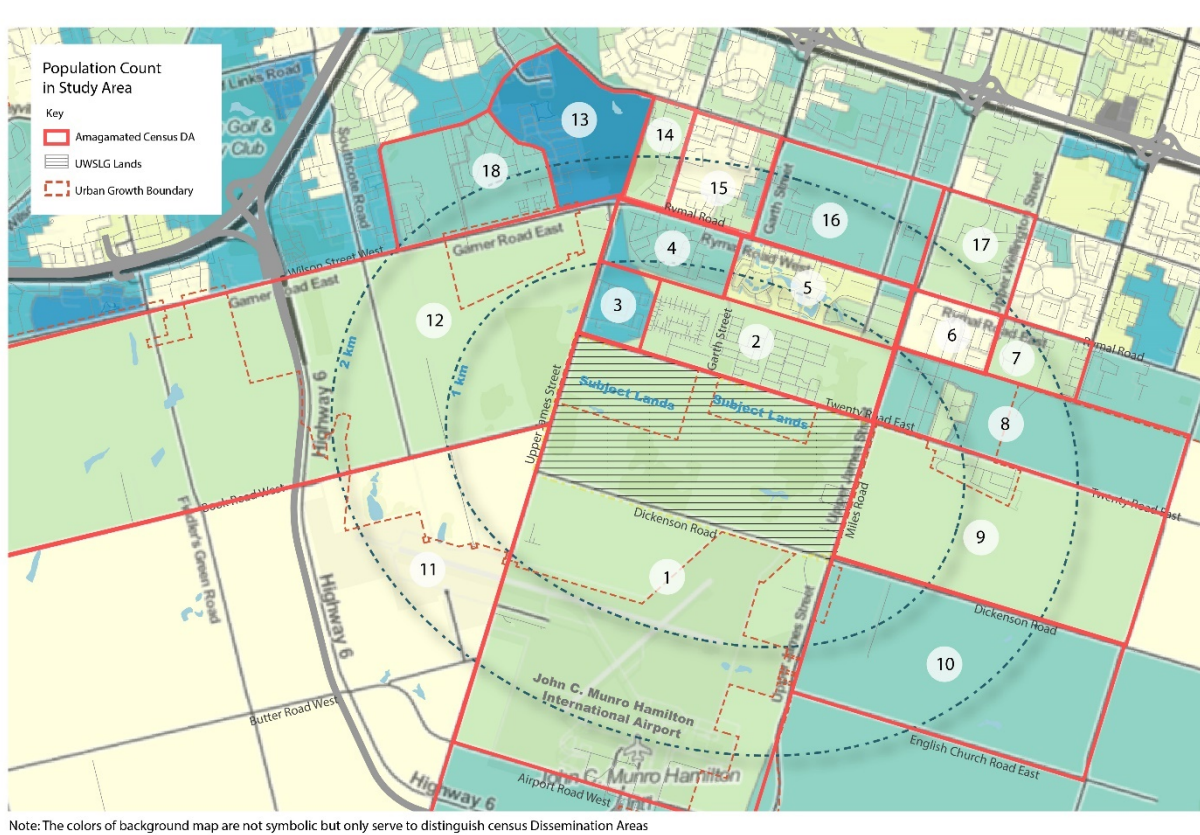 Population Count
in Study Area
Key
Amagamated Census DA
UWSLG Lands
Urban Growth Boundary
Links Road
Golf &
Club
Southcote Road
13
14
18
15
Garth Street
16
Rymal Road
17
Upper Wellington Street
4
Rymal Road West
Garner Road East
Wilson Street West
Garner Road East
5
3
12
2
Garth Street
6
Rymal Road East
7
Rymal Road
2 km
1 km
Highway 6
Upper James Street
Subject Lands
Subject Lands
Twenty Road East
8
Book Road West
Fiddler's Green Road
Upper James Street
Miles Road
Twenty Road East
Dickenson Road
9
11
1
Highway 6
Dickenson Road
Upper James Street
10
John C. Munro Hamilton
International Airport
Butter Road West
English Church Road East
John C. Munro Hamilton
Intl
Highway 6
Airport Road West
Note: The colors of background map are not symbolic but only serve to distinguish census Dissemination Areas